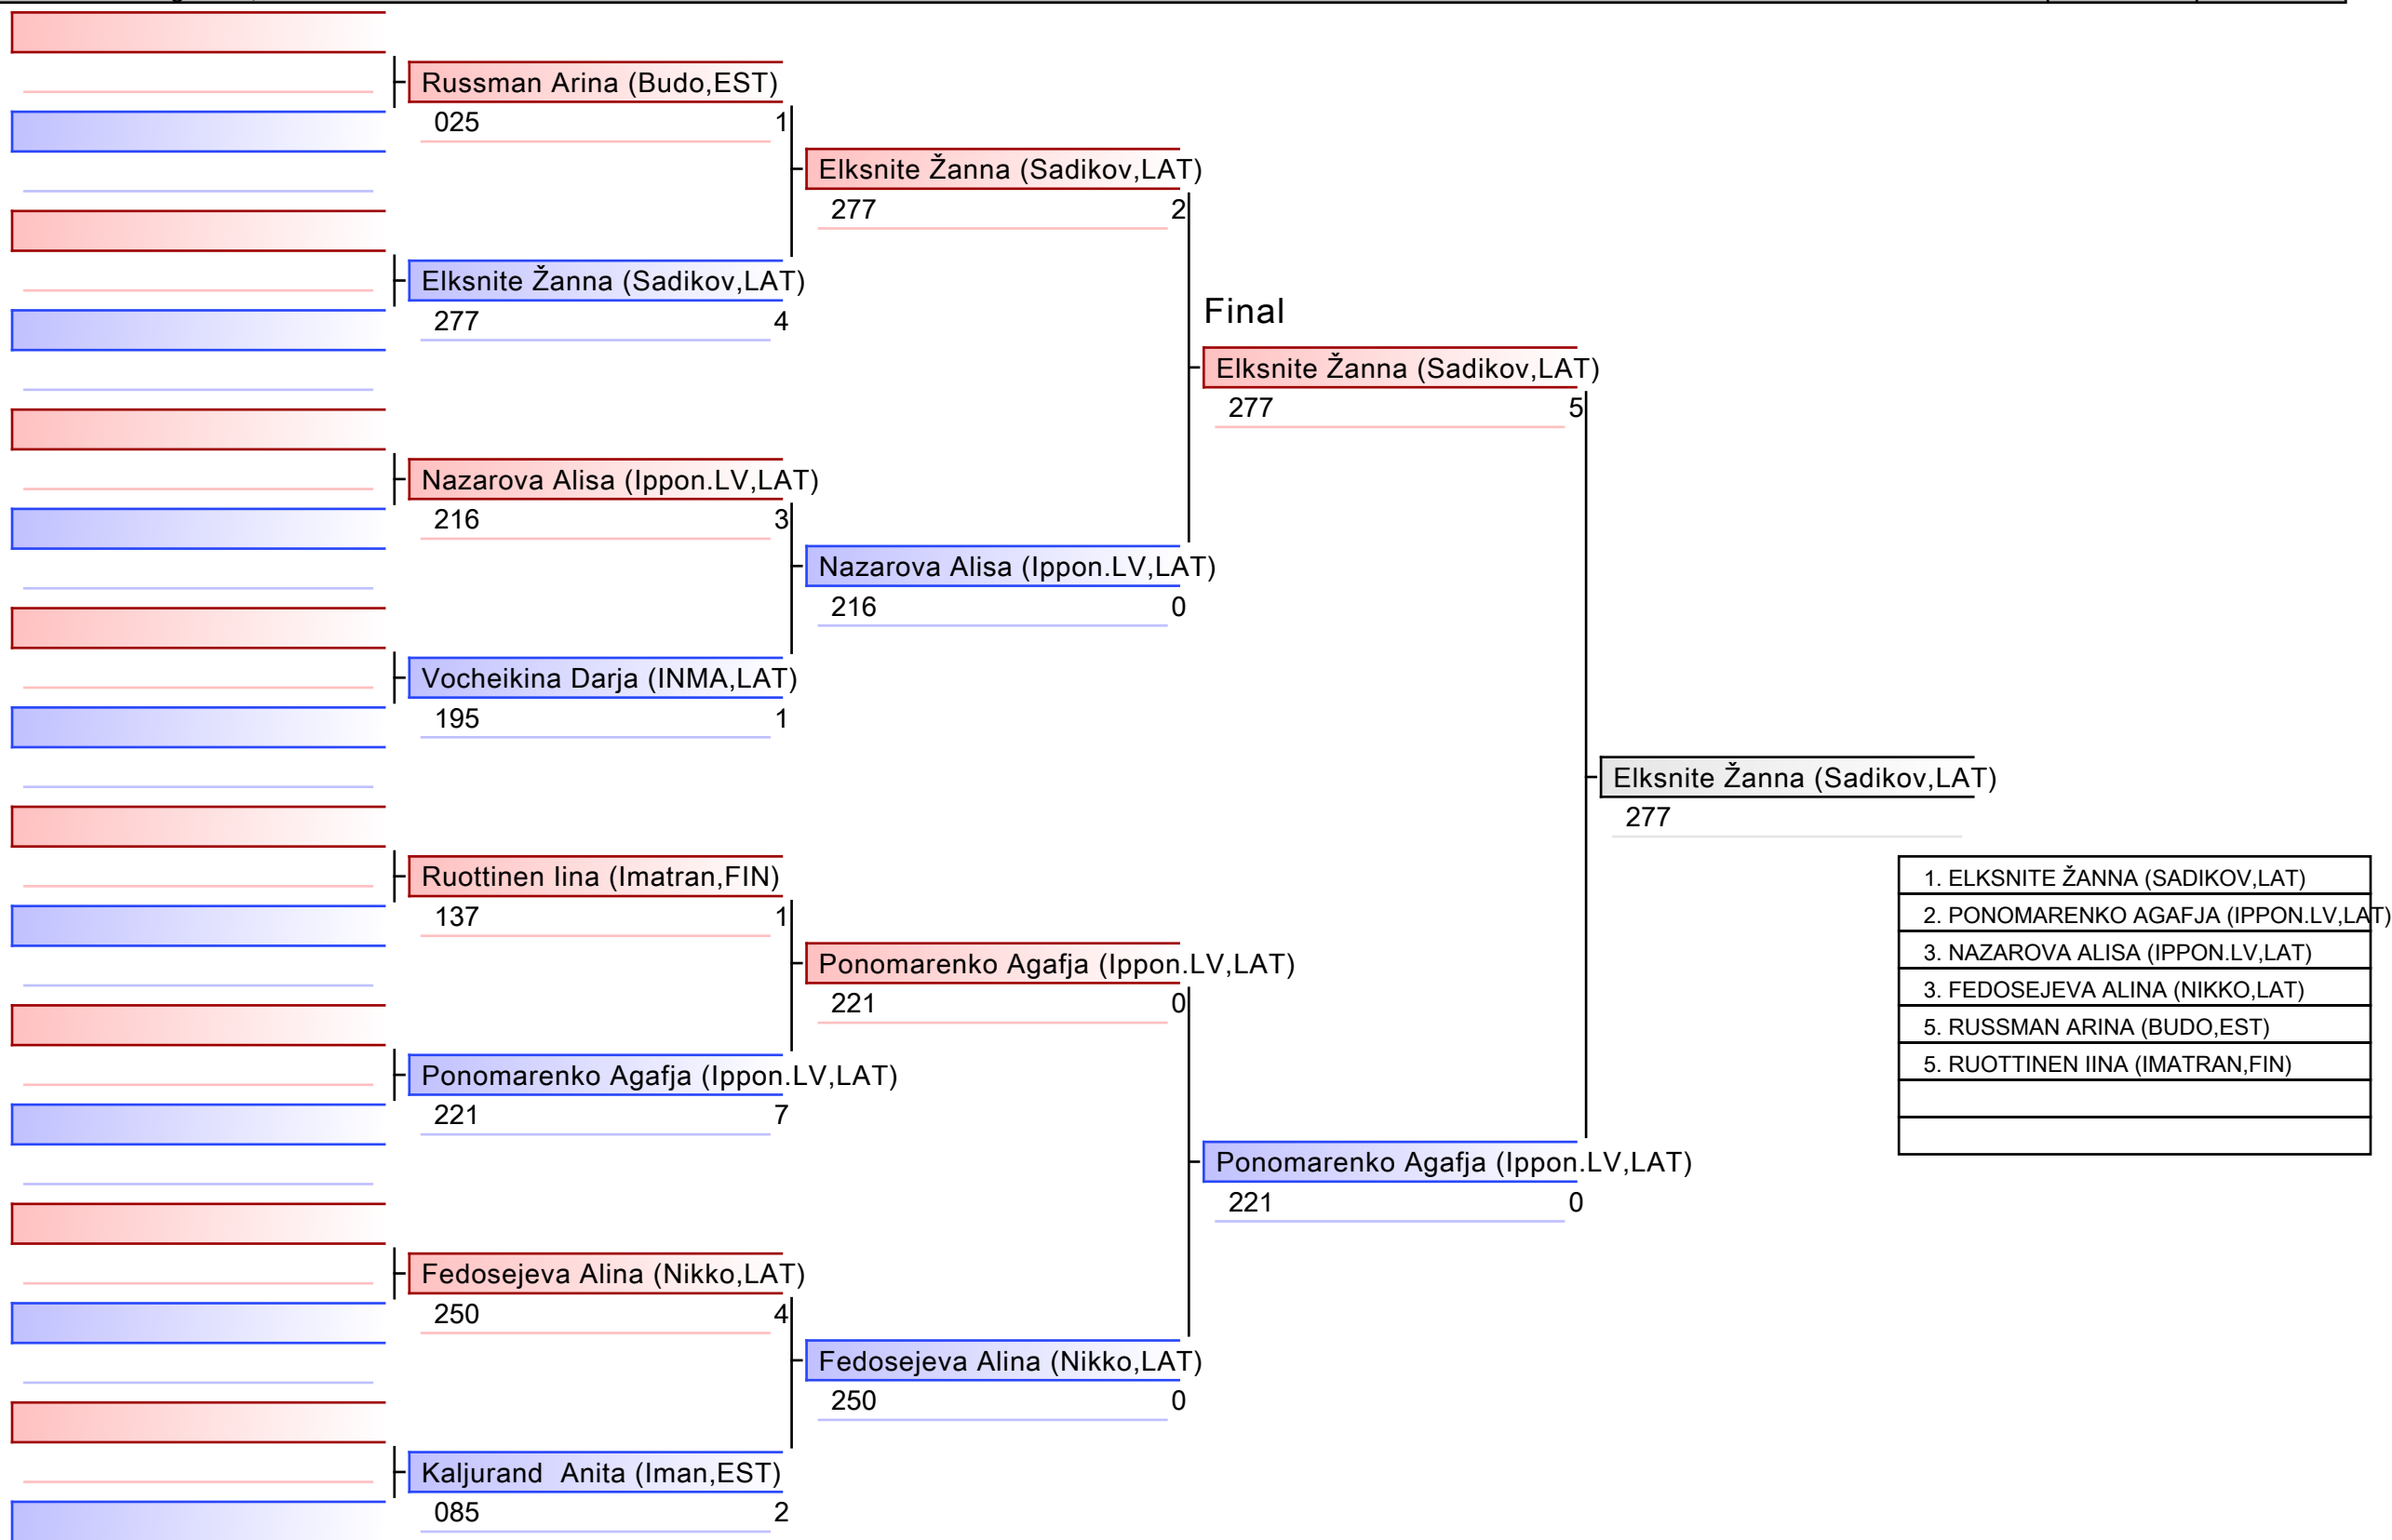 Russman Arina (Budo,EST)
025 1
Elksnite Žanna (Sadikov,LAT)
277 2
Elksnite Žanna (Sadikov,LAT)
277 4
Final
Elksnite Žanna (Sadikov,LAT)
277 5
Nazarova Alisa (Ippon.LV,LAT)
216 3
Nazarova Alisa (Ippon.LV,LAT)
216 0
Vocheikina Darja (INMA,LAT)
195 1
Elksnite Žanna (Sadikov,LAT)
277
Ruottinen Iina (Imatran,FIN)
137 1
Ponomarenko Agafja (Ippon.LV,LAT)
221 0
Ponomarenko Agafja (Ippon.LV,LAT)
221 7
Ponomarenko Agafja (Ippon.LV,LAT)
221 0
Fedosejeva Alina (Nikko,LAT)
250 4
Fedosejeva Alina (Nikko,LAT)
250 0
Kaljurand  Anita (Iman,EST)
085 2
1. ELKSNITE ŽANNA (SADIKOV,LAT)
2. PONOMARENKO AGAFJA (IPPON.LV,LAT)
3. NAZAROVA ALISA (IPPON.LV,LAT)
3. FEDOSEJEVA ALINA (NIKKO,LAT)
5. RUSSMAN ARINA (BUDO,EST)
5. RUOTTINEN IINA (IMATRAN,FIN)